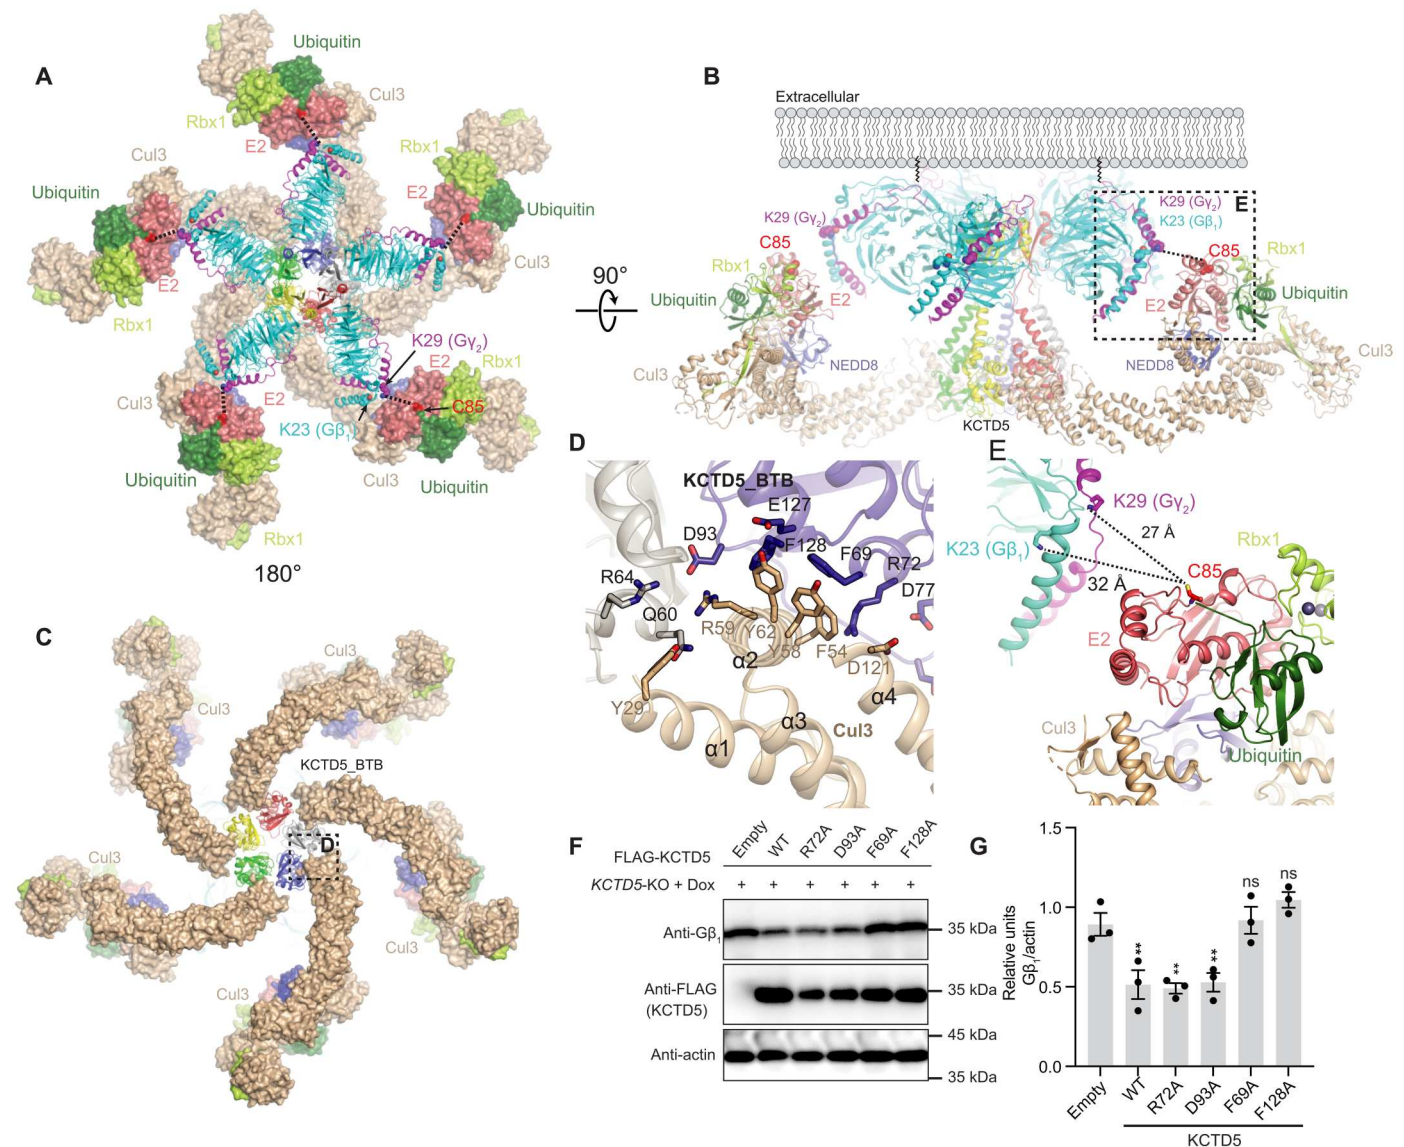 A
Ubiquitin
Cul3
Rbx1
E2
Rbx1
Cul3
E2
Ubiquitin
Ubiquitin
E2
Cul3
Rbx1
K29 (Gγ2)
E2
Rbx1
Cul3
E2
C85
K23 (Gβ1)
Ubiquitin
Cul3
Ubiquitin
Rbx1
90°
180°
B
Extracellular
K29 (Gγ2)
K29 (Gγ2)
K23 (Gβ1)
E
C85
C85
Rbx1
Rbx1
Ubiquitin
E2
E2
Ubiquitin
NEDD8
NEDD8
Cul3
Cul3
KCTD5
C
Cul3
Cul3
KCTD5_BTB
D
Cul3
Cul3
Cul3
D
KCTD5_BTB
E127
D93
F128
F69
R72
R64
D77
Q60
R59
Y62
Y58
F54
D121
α2
α4
Y29
α3
Cul3
α1
E
K29 (Gγ2)
27 Å
Rbx1
K23 (Gβ1)
C85
32 Å
E2
Cul3
Ubiquitin
F
Empty
WT
R72A
D93A
F69A
F128A
FLAG-KCTD5
KCTD5-KO + Dox + + + + + +
Anti-Gβ1
35 kDa
Anti-FLAG
(KCTD5)
35 kDa
45 kDa
Anti-actin
35 kDa
G
1.5
1.0
0.5
0.0
Relative units
Gβ1/actin
**
**
**
ns
ns
Empty
WT
R72A
D93A
F69A
F128A
KCTD5